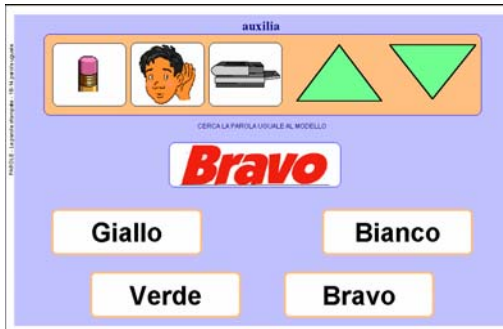 auxilia
CERCA LA PAROLA UGUALE AL MODELLO
Bravo
Giallo
Bianco
Verde
Bravo